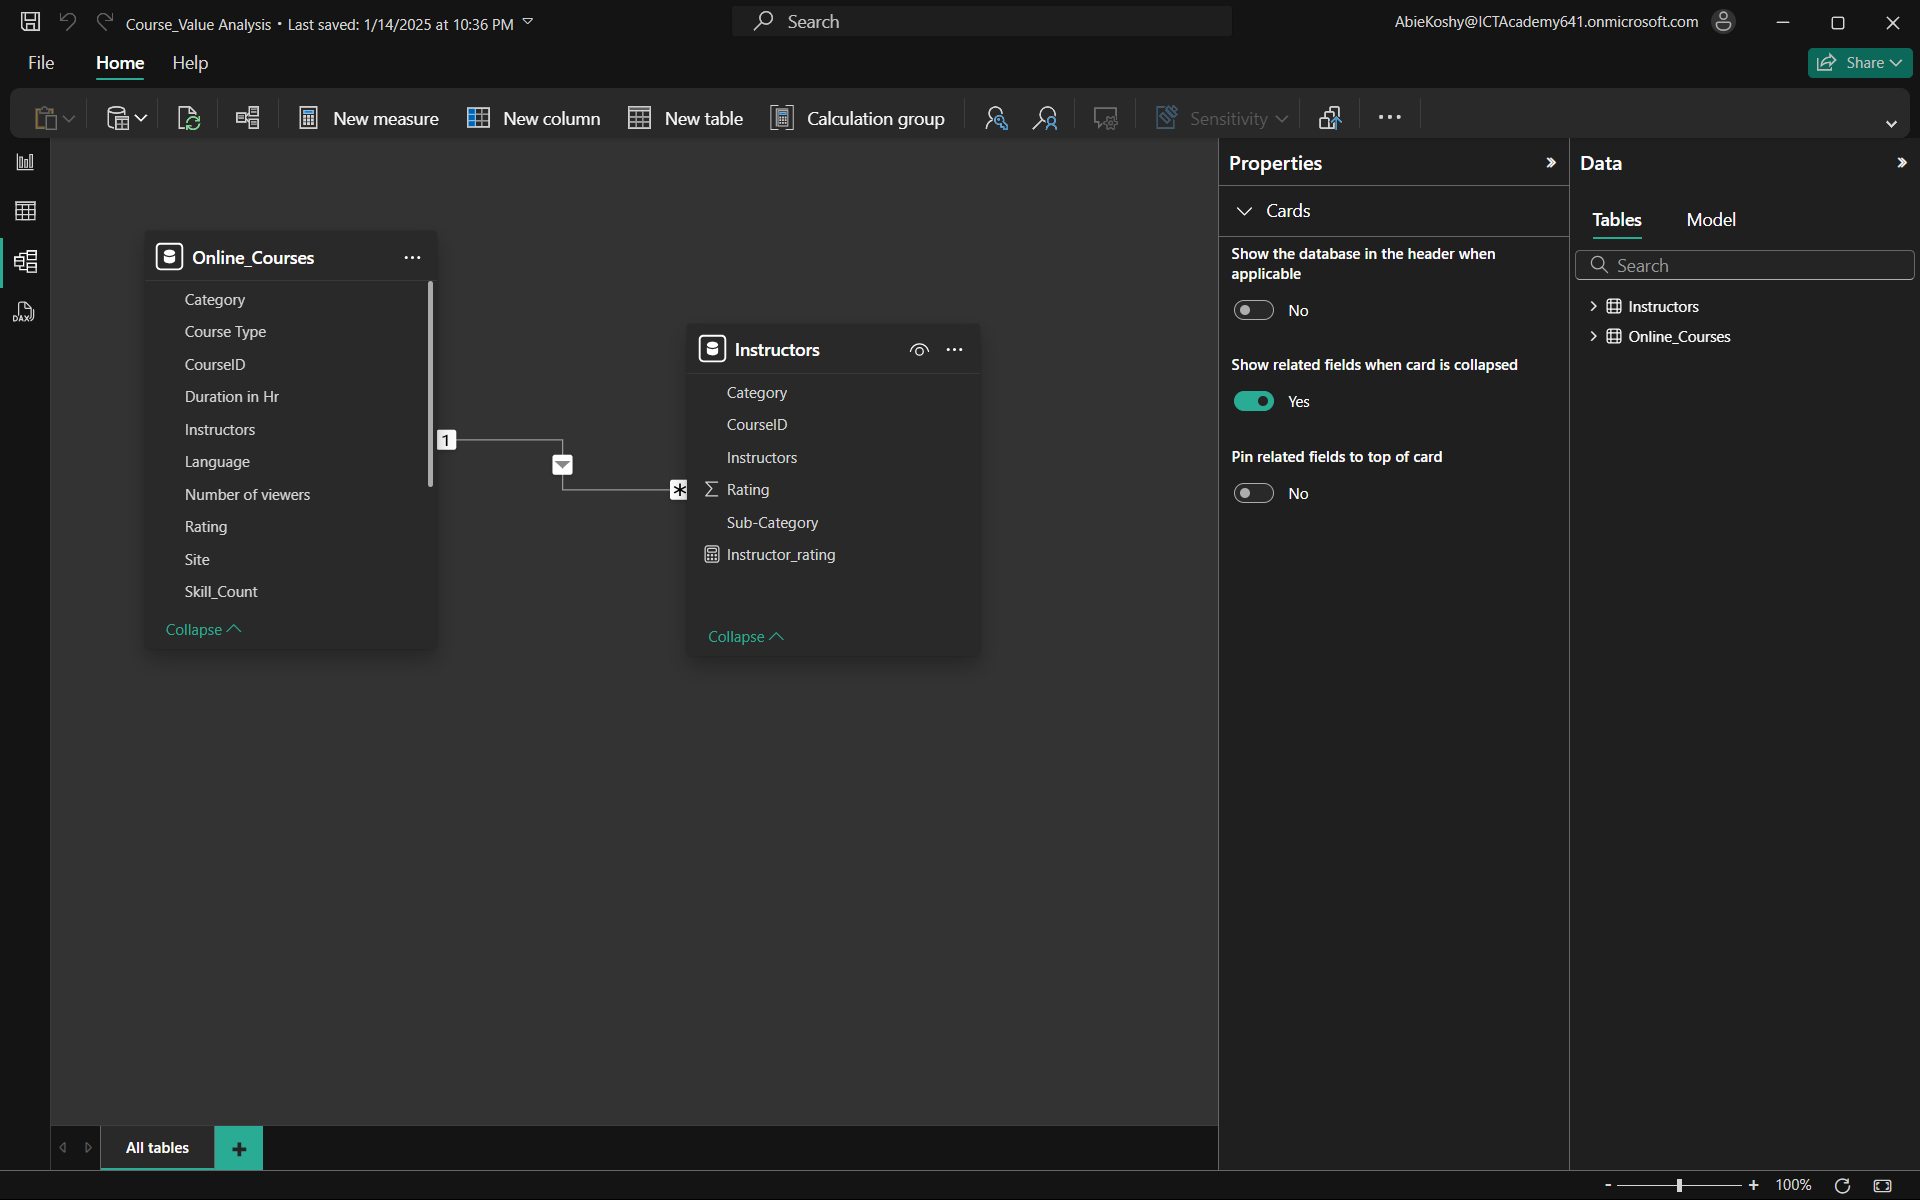 Course_Value Analysis • Last saved: 1/14/2025 at 10:36 PM
Search
AbieKoshy@ICTAcademy641.onmicrosoft.com
File
Home
Help
Share
New measure
New column
New table
Calculation group
Sensitivity
DAX
Online_Courses
Category
Course Type
CourseID
Duration in Hr
Instructors
Language
Number of viewers
Rating
Site
Skill_Count
Collapse
1
*
Instructors
Category
CourseID
Instructors
Rating
Sub-Category
Instructor_rating
Collapse
Properties
Cards
Show the database in the header when
applicable
No
Show related fields when card is collapsed
Yes
Pin related fields to top of card
No
Data
Tables
Model
Search
Instructors
Online_Courses
All tables
100%